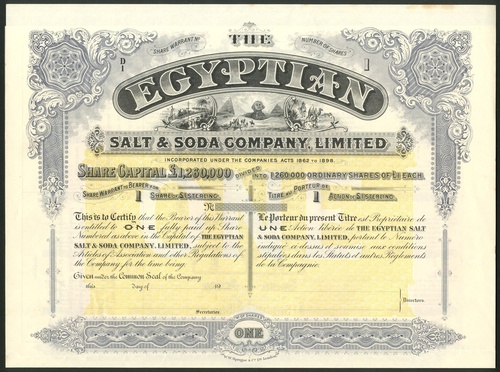 THE
SHARE WARRANT Nº
NUMBER OF SHARES
D
1
1
EGYPTIAN
SALT & SODA COMPANY, LIMITED
INCORPORATED UNDER THE COMPANIES ACTS 1862 TO 1898.
SHARE CAPITAL £1,260,000 DIVIDED INTO 1,260,000 ORDINARY SHARES OF £1 EACH.
SHARE WARRANT TO BEARER FOR 1 SHARE OF £1 STERLING.
TITRE AU PORTEUR DE 1 ACTION OF £1 STERLING.
Nº
This is to Certify that the Bearer of this Warrant
is entitled to ONE fully paid up Share
Numbered as above in the Capital of THE EGYPTIAN
SALT & SODA COMPANY, LIMITED, subject to the
Articles of Association and other Regulations of
the Company for the time being.
Given under the Common Seal of the Company
this day of 19
Secretaries.
Le Porteur du présent Titre est Propriétaire de
UNE Action libérée de THE EGYPTIAN SALT
& SODA COMPANY, LIMITED, portant le Numéro
indiqué à dessus et soumise aux conditions
stipulées dans les Statuts et autres Règlements
de la Compagnie.
Directors.
ONE